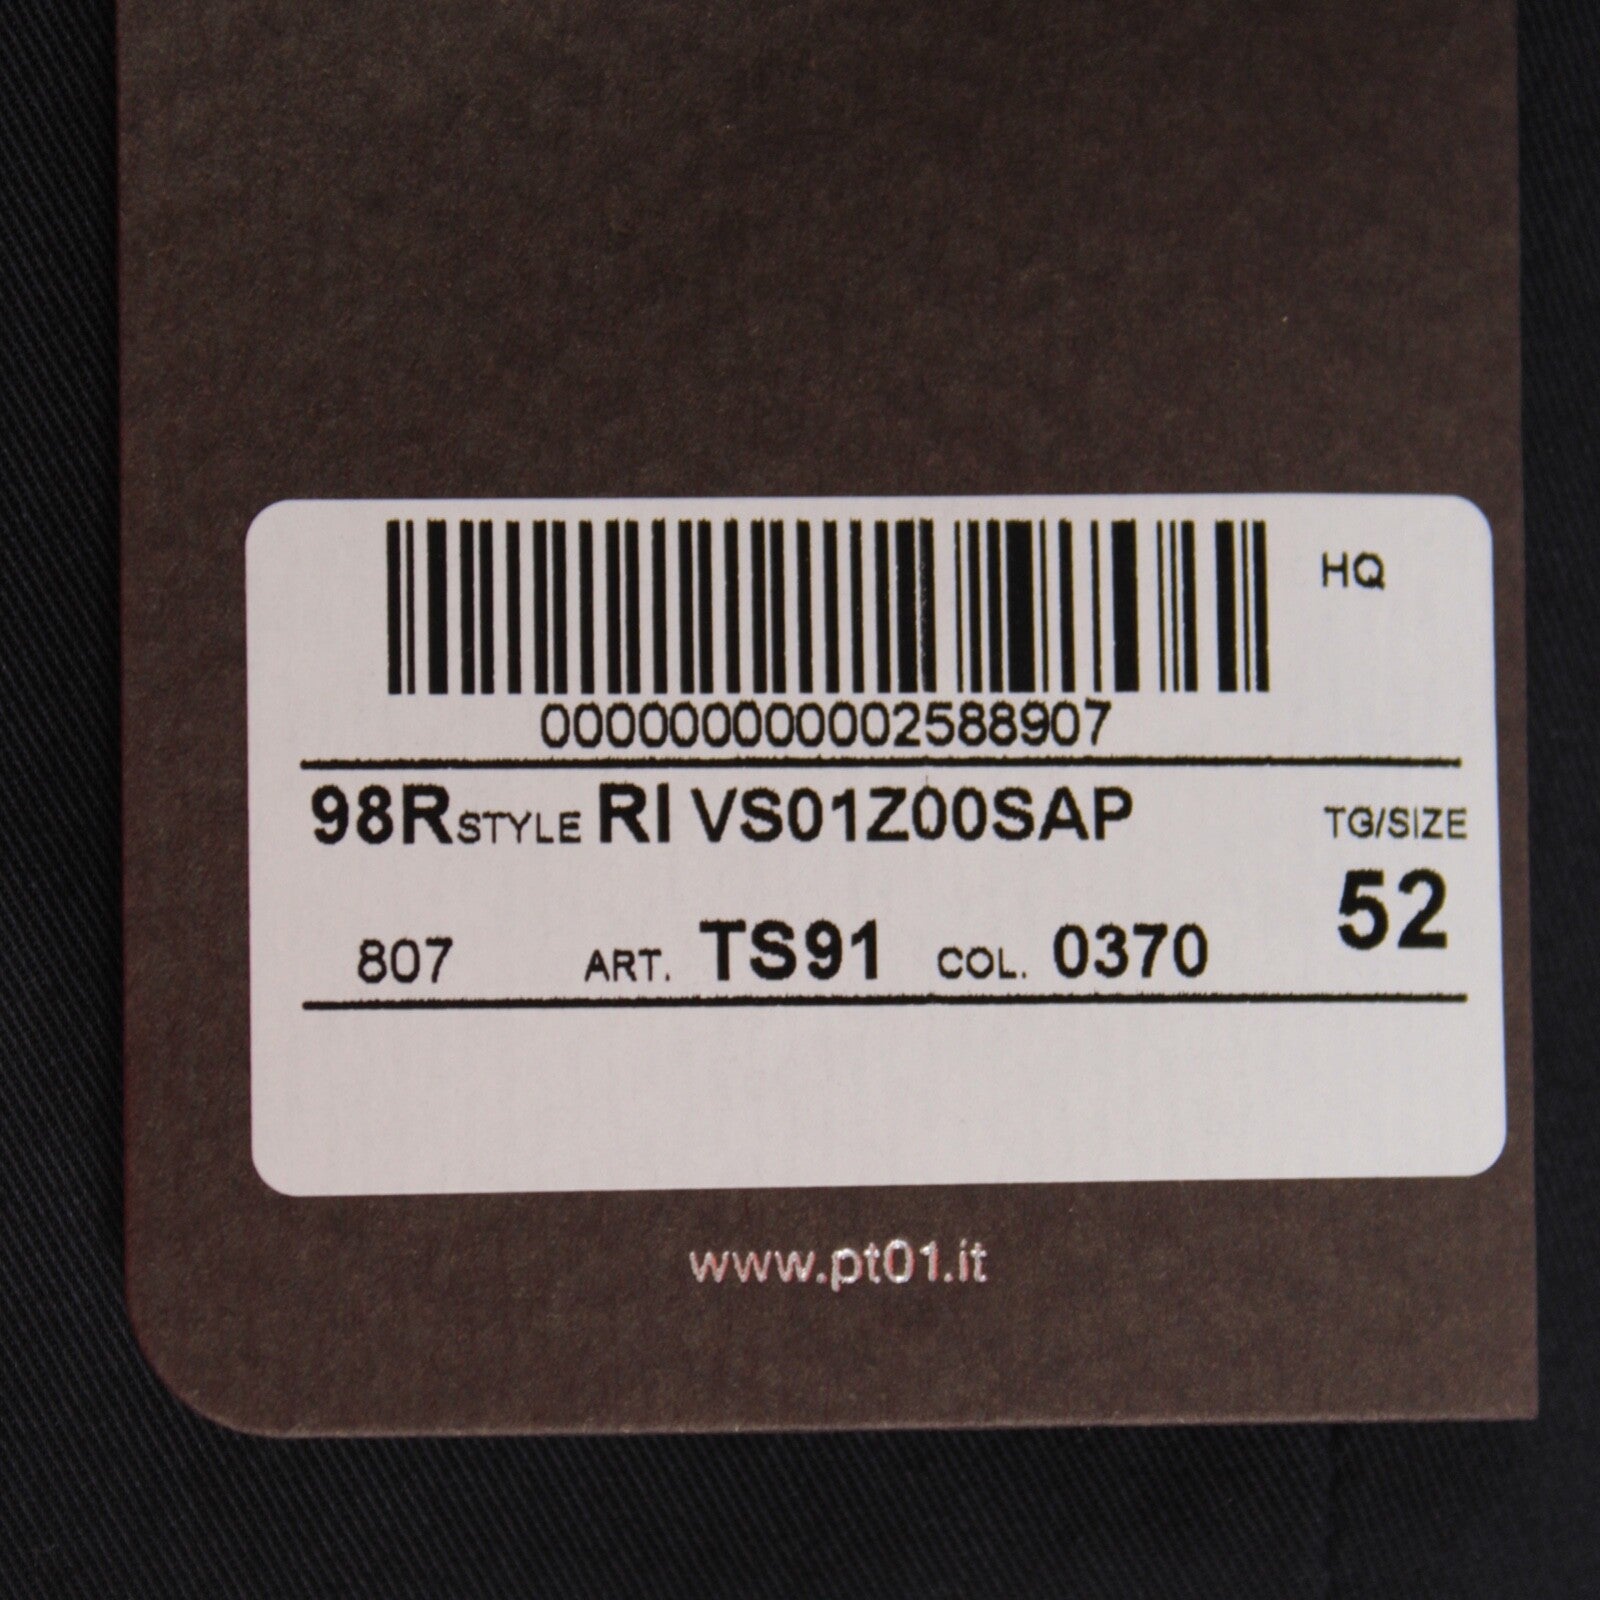 HQ
000000000002588907
98R STYLE RI VS01Z00SAP TG/SIZE
52
807 ART. TS91 COL. 0370
www.pt01.it